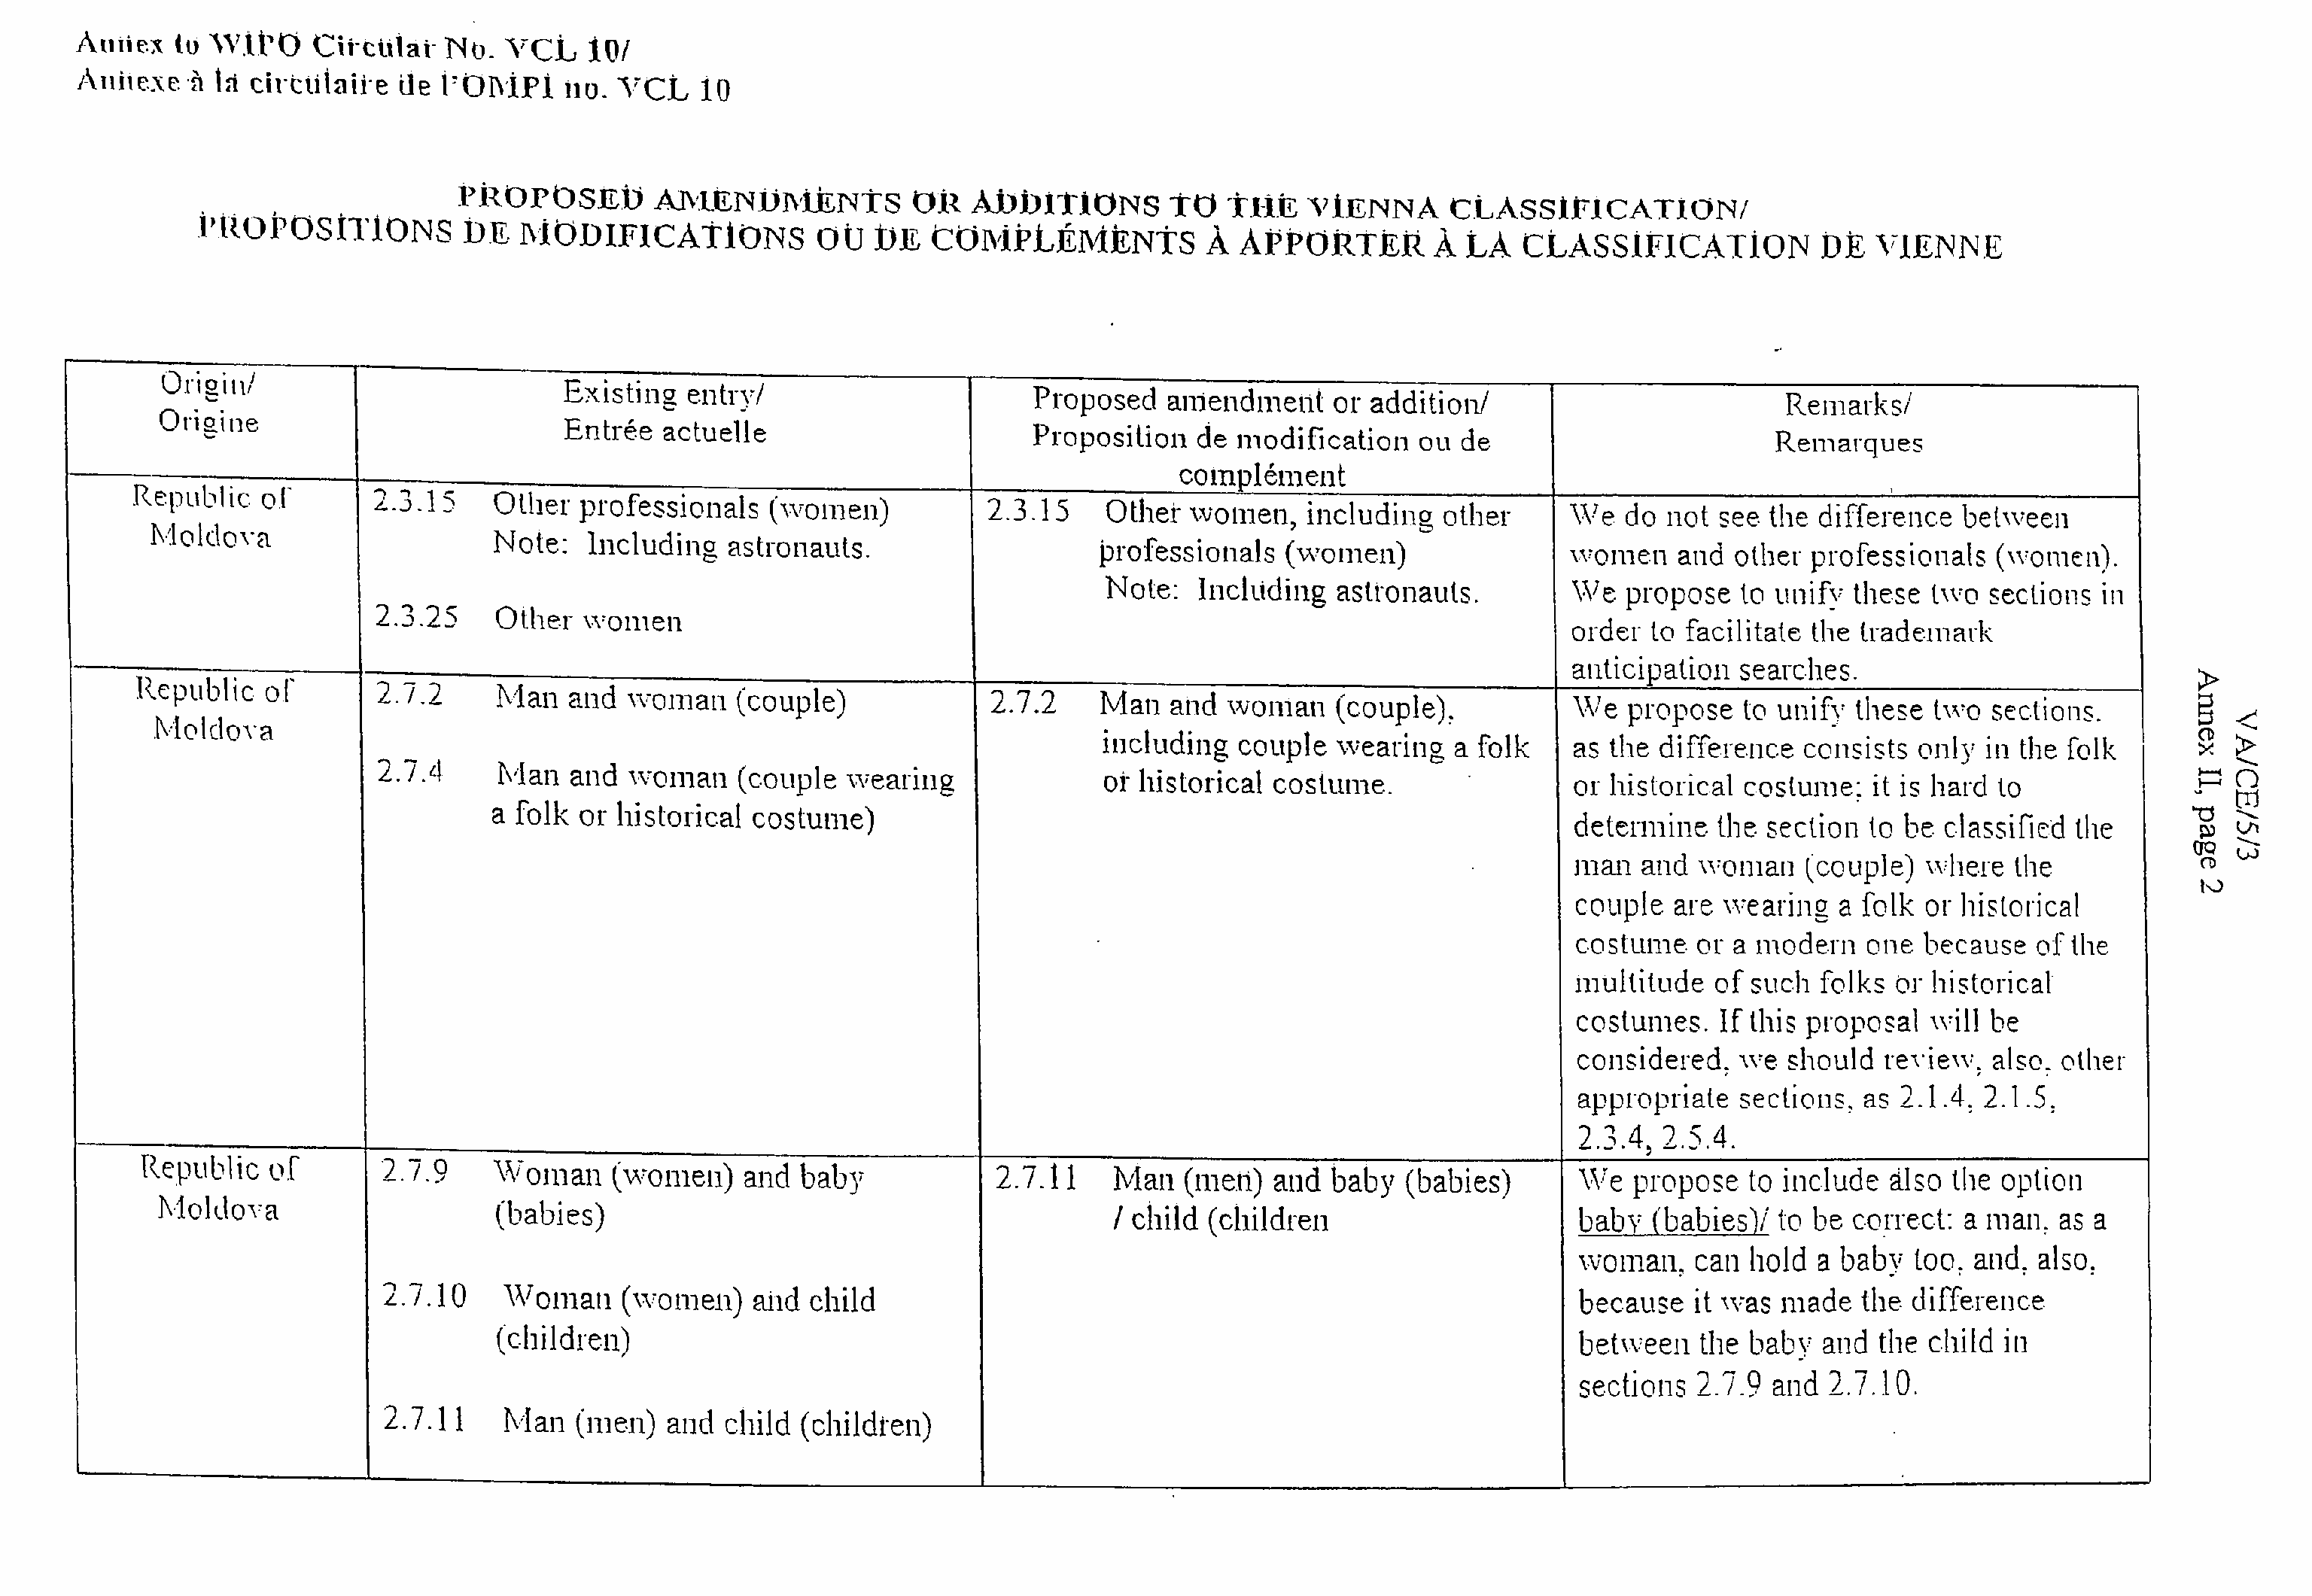 Annex to WIPO Circular No. VCL 10/
Annexe à la circulaire de l'OMPI no. VCL 10
PROPOSED AMENDMENTS OR ADDITIONS TO THE VIENNA CLASSIFICATION/
PROPOSITIONS DE MODIFICATIONS OU DE COMPLÉMENTS À APPORTER À LA CLASSIFICATION DE VIENNE
Origin/
Origine
Existing entry/
Entrée actuelle
Proposed amendment or addition/
Proposition de modification ou de
complément
Remarks/
Remarques
Republic of
Moldova
2.3.15 Other professionals (women)
Note: Including astronauts.
2.3.25 Other women
2.3.15 Other women, including other
professionals (women)
Note: Including astronauts.
We do not see the difference between
women and other professionals (women).
We propose to unify these two sections in
order to facilitate the trademark
anticipation searches.
Republic of
Moldova
2.7.2 Man and woman (couple)
2.7.4 Man and woman (couple wearing
a folk or historical costume)
2.7.2 Man and woman (couple),
including couple wearing a folk
or historical costume.
We propose to unify these two sections.
as the difference consists only in the folk
or historical costume; it is hard to
determine the section to be classified the
man and woman (couple) where the
couple are wearing a folk or historical
costume or a modern one because of the
multitude of such folks or historical
costumes. If this proposal will be
considered, we should review, also, other
appropriate sections, as 2.1.4, 2.1.5,
2.3.4, 2.5.4.
Republic of
Moldova
2.7.9 Woman (women) and baby
(babies)
2.7.10 Woman (women) and child
(children)
2.7.11 Man (men) and child (children)
2.7.11 Man (men) and baby (babies)
/ child (children
We propose to include also the option
baby (babies)/ to be correct: a man, as a
woman, can hold a baby too, and, also,
because it was made the difference
between the baby and the child in
sections 2.7.9 and 2.7.10.
VA/CE/5/3
Annex II, page 2